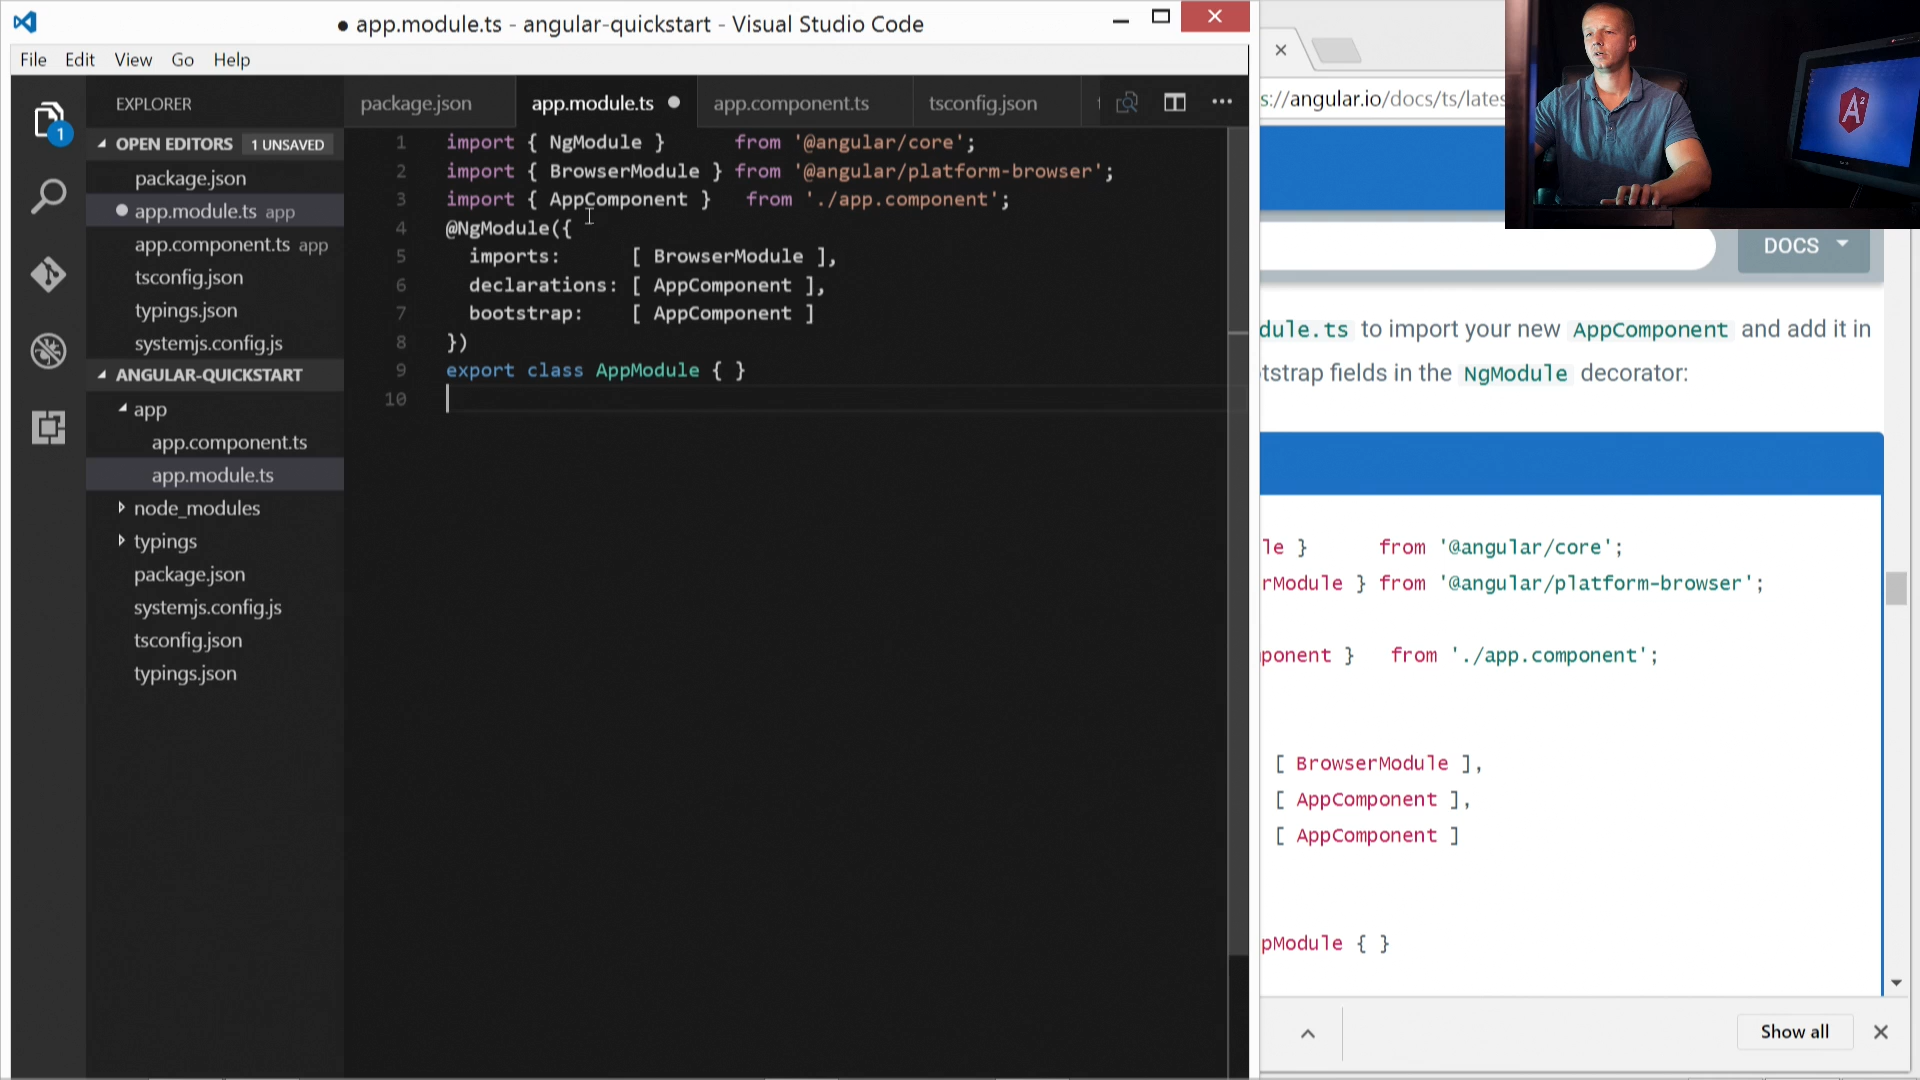 ● app.module.ts - angular-quickstart - Visual Studio Code
File Edit View Go Help
1
EXPLORER
OPEN EDITORS 1 UNSAVED
package.json
app.module.ts app
app.component.ts app
tsconfig.json
typings.json
systemjs.config.js
ANGULAR-QUICKSTART
app
app.component.ts
app.module.ts
node_modules
typings
package.json
systemjs.config.js
tsconfig.json
typings.json
package.json app.module.ts app.component.ts tsconfig.json
1 import { NgModule }      from '@angular/core';
2 import { BrowserModule } from '@angular/platform-browser';
3 import { AppComponent }   from './app.component';
4 @NgModule({
5   imports:      [ BrowserModule ],
6   declarations: [ AppComponent ],
7   bootstrap:    [ AppComponent ]
8 })
9 export class AppModule { }
10
s://angular.io/docs/ts/lates
A2
DOCS
dule.ts to import your new AppComponent and add it in
tstrap fields in the NgModule decorator:
le }      from '@angular/core';
rModule } from '@angular/platform-browser';
ponent }   from './app.component';
[ BrowserModule ],
[ AppComponent ],
[ AppComponent ]
pModule { }
Show all